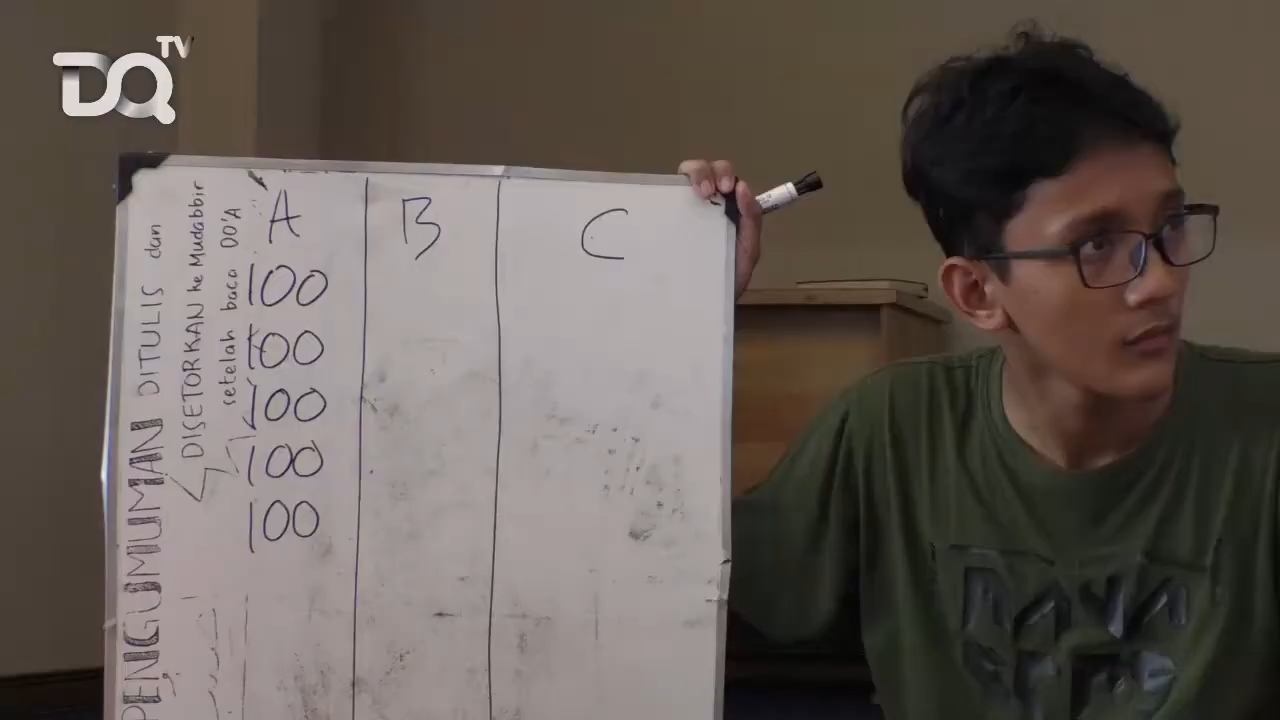 DQ TV
PENGUMUMAN DITULIS dan
DISETORKAN ke Mudabbir
setelah baca DO'A
A B C
100
100
100
100
100